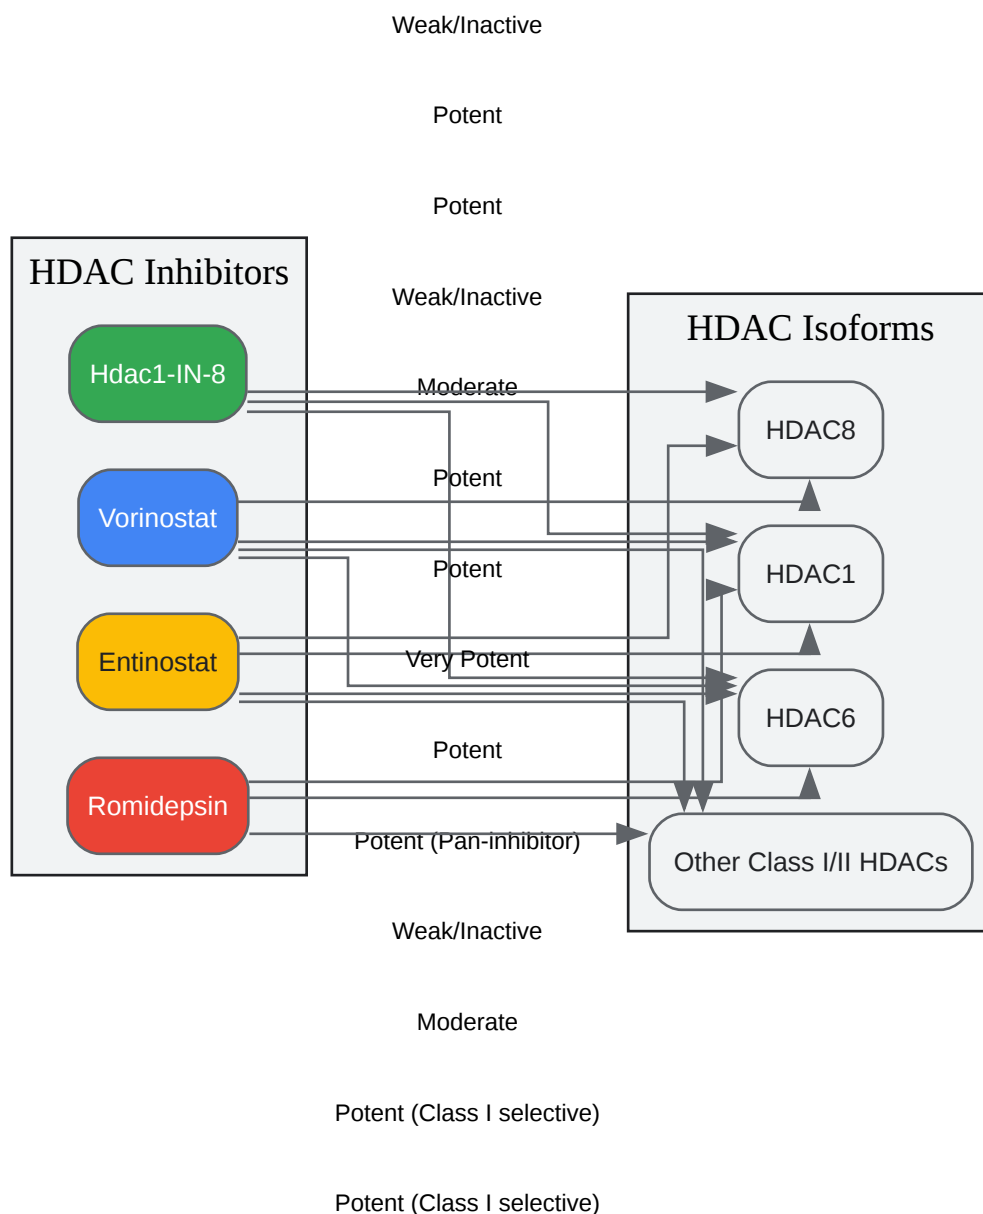 Weak/Inactive
Potent
Potent
Weak/Inactive
Moderate
Potent
Potent
Very Potent
Potent
Potent (Pan-inhibitor)
Weak/Inactive
Moderate
Potent (Class I selective)
Potent (Class I selective)
HDAC Inhibitors
Hdac1-IN-8
Vorinostat
Entinostat
Romidepsin
HDAC Isoforms
HDAC8
HDAC1
HDAC6
Other Class I/II HDACs